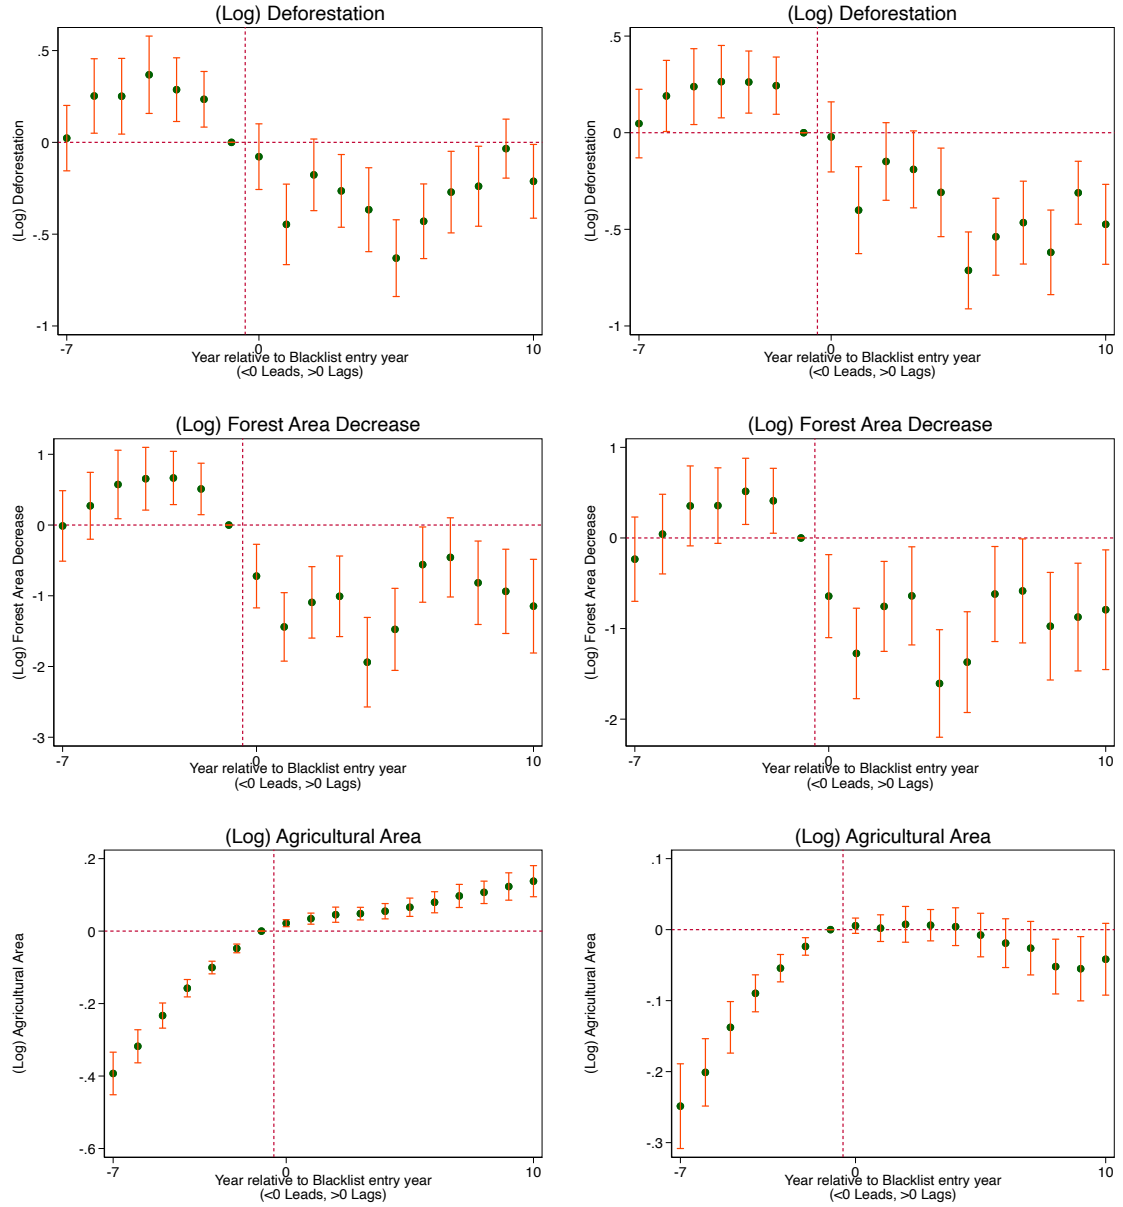 (Log) Deforestation
(Log) Deforestation
.5
0
-.5
-1
-7
0
10
Year relative to Blacklist entry year
(<0 Leads, >0 Lags)
(Log) Deforestation
(Log) Deforestation
.5
0
-.5
-1
-7
0
10
Year relative to Blacklist entry year
(<0 Leads, >0 Lags)
(Log) Forest Area Decrease
(Log) Forest Area Decrease
1
0
-1
-2
-3
-7
0
10
Year relative to Blacklist entry year
(<0 Leads, >0 Lags)
(Log) Forest Area Decrease
(Log) Forest Area Decrease
1
0
-1
-2
-7
0
10
Year relative to Blacklist entry year
(<0 Leads, >0 Lags)
(Log) Agricultural Area
(Log) Agricultural Area
.2
0
-.2
-.4
-.6
-7
0
10
Year relative to Blacklist entry year
(<0 Leads, >0 Lags)
(Log) Agricultural Area
(Log) Agricultural Area
.1
0
-.1
-.2
-.3
-7
0
10
Year relative to Blacklist entry year
(<0 Leads, >0 Lags)